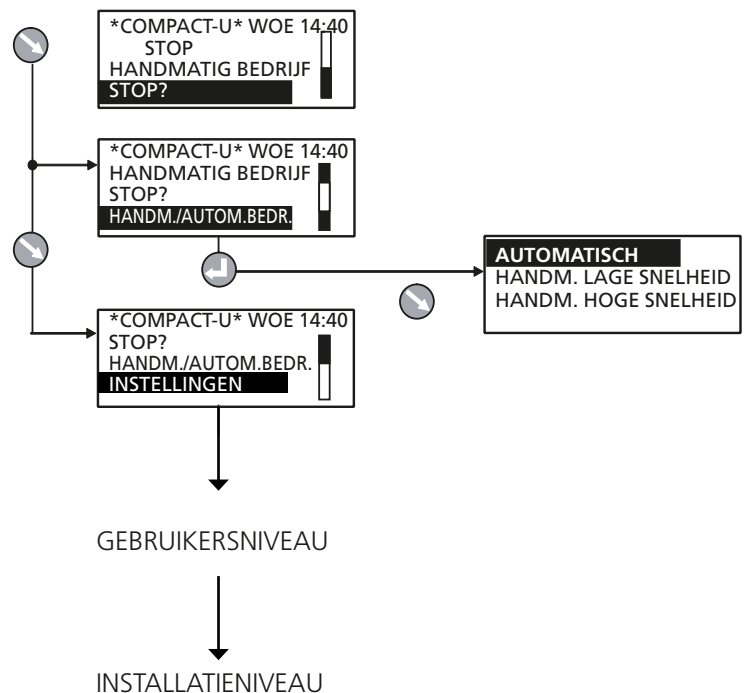 *COMPACT-U* WOE 14:40
STOP
HANDMATIG BEDRIJF
STOP?
*COMPACT-U* WOE 14:40
HANDMATIG BEDRIJF
STOP?
HANDM./AUTOM.BEDR.
AUTOMATISCH
HANDM. LAGE SNELHEID
HANDM. HOGE SNELHEID
*COMPACT-U* WOE 14:40
STOP?
HANDM./AUTOM.BEDR.
INSTELLINGEN
GEBRUIKERSNIVEAU
INSTALLATIENIVEAU